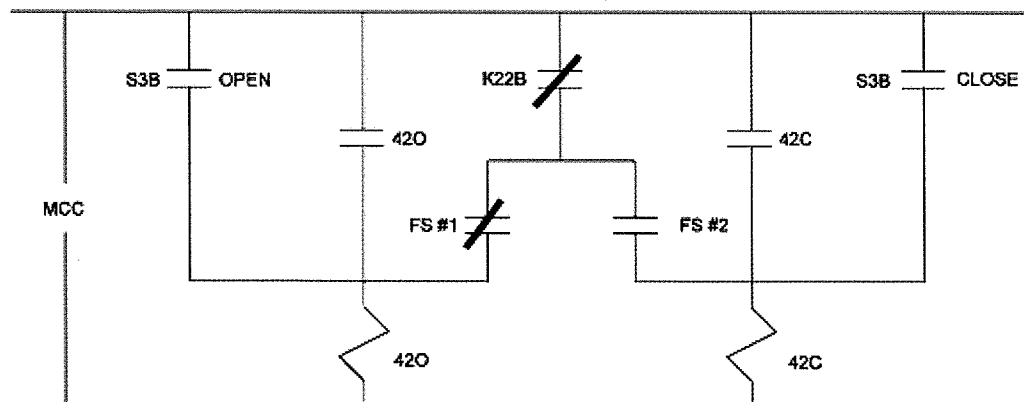 S3B OPEN
K22B
S3B CLOSE
42O
42C
MCC
FS #1
FS #2
42O
42C